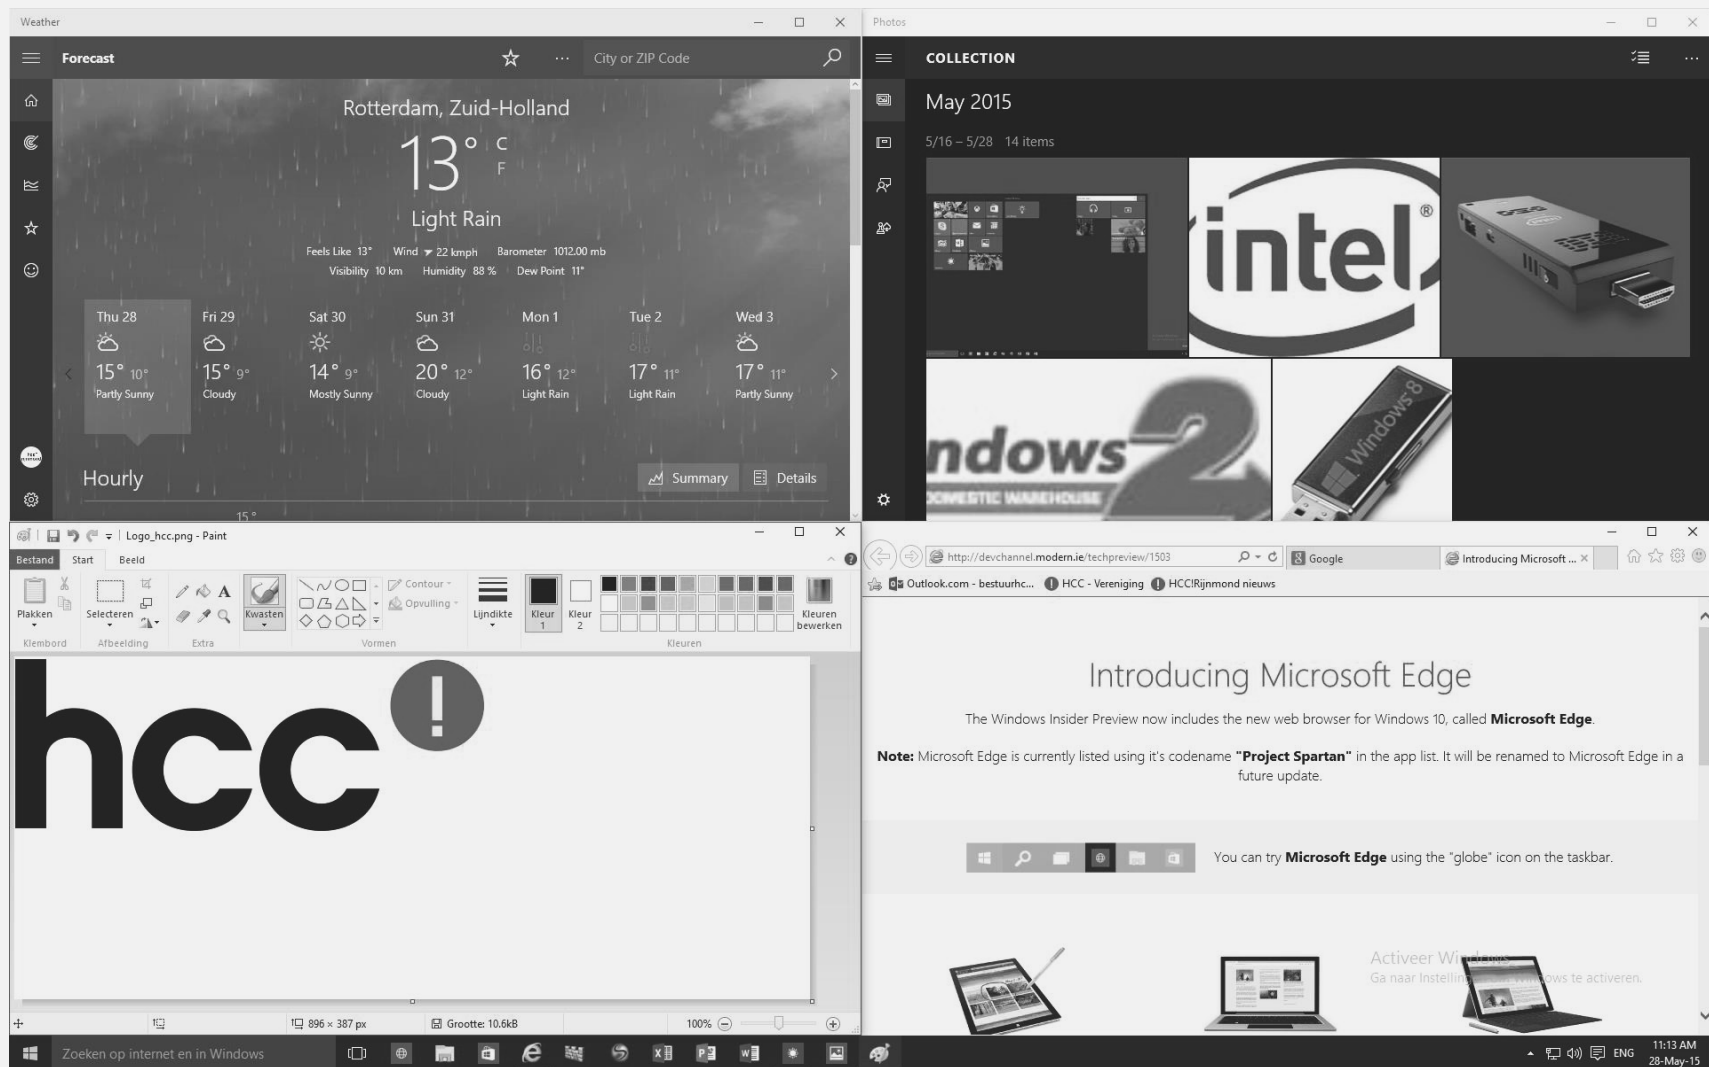 Weather
Forecast
City or ZIP Code
Rotterdam, Zuid-Holland
13° C
F
Light Rain
Feels Like 13° Wind 22 kmph Barometer 1012.00 mb
Visibility 10 km Humidity 88 % Dew Point 11°
Thu 28 Fri 29 Sat 30 Sun 31 Mon 1 Tue 2 Wed 3
15° 10° 15° 9° 14° 9° 20° 12° 16° 12° 17° 11° 17° 11°
Partly Sunny Cloudy Mostly Sunny Cloudy Light Rain Light Rain Partly Sunny
Hourly Summary Details
15°
Photos
COLLECTION
May 2015
5/16 – 5/28 14 items
intel®
intel
ndows 2
DOMESTIC WAREHOUSE
Windows 8
Logo_hcc.png - Paint
Bestand Start Beeld
Plakken
Selecteren
A
Kwasten
Contour
Opvulling
Lijndikte
Kleur 1
Kleur 2
Kleuren bewerken
Klembord Afbeelding Extra Vormen Kleuren
hcc!
896 × 387 px Grootte: 10.6kB 100%
http://devchannel.modern.ie/techpreview/1503 Google Introducing Microsoft ...
Outlook.com - bestuurhc... HCC - Vereniging HCC!Rijnmond nieuws
Introducing Microsoft Edge
The Windows Insider Preview now includes the new web browser for Windows 10, called Microsoft Edge.
Note: Microsoft Edge is currently listed using it's codename "Project Spartan" in the app list. It will be renamed to Microsoft Edge in a
future update.
You can try Microsoft Edge using the "globe" icon on the taskbar.
Activeer Windows
Ga naar Instellingen om Windows te activeren.
Zoeken op internet en in Windows
ENG
11:13 AM
28-May-15